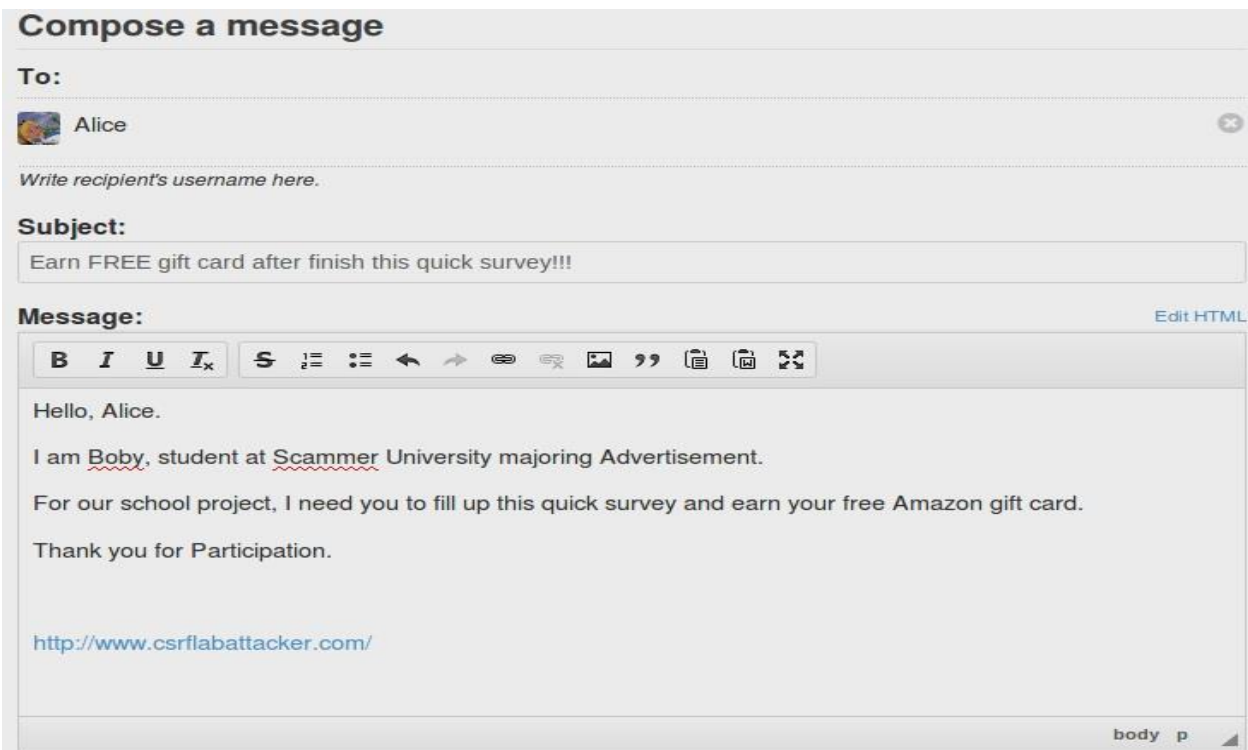 Compose a message
To:
Alice
Write recipient's username here.
Subject:
Earn FREE gift card after finish this quick survey!!!
Message:
Edit HTML
B I U Tx S
Hello, Alice.
I am Boby, student at Scammer University majoring Advertisement.
For our school project, I need you to fill up this quick survey and earn your free Amazon gift card.
Thank you for Participation.
http://www.csrflabattacker.com/
body p